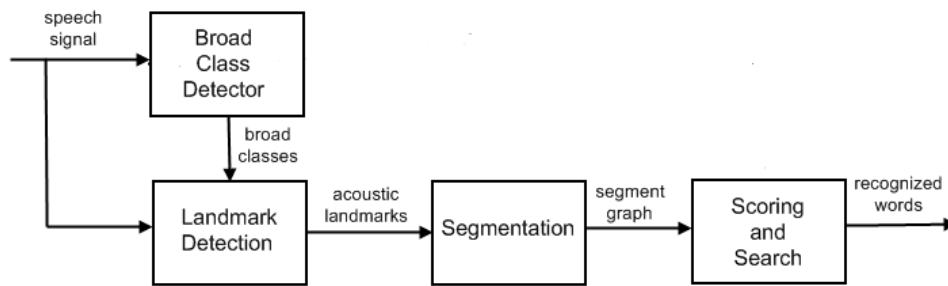 speech
signal
Broad
Class
Detector
broad
classes
Landmark
Detection
acoustic
landmarks
Segmentation
segment
graph
Scoring
and
Search
recognized
words